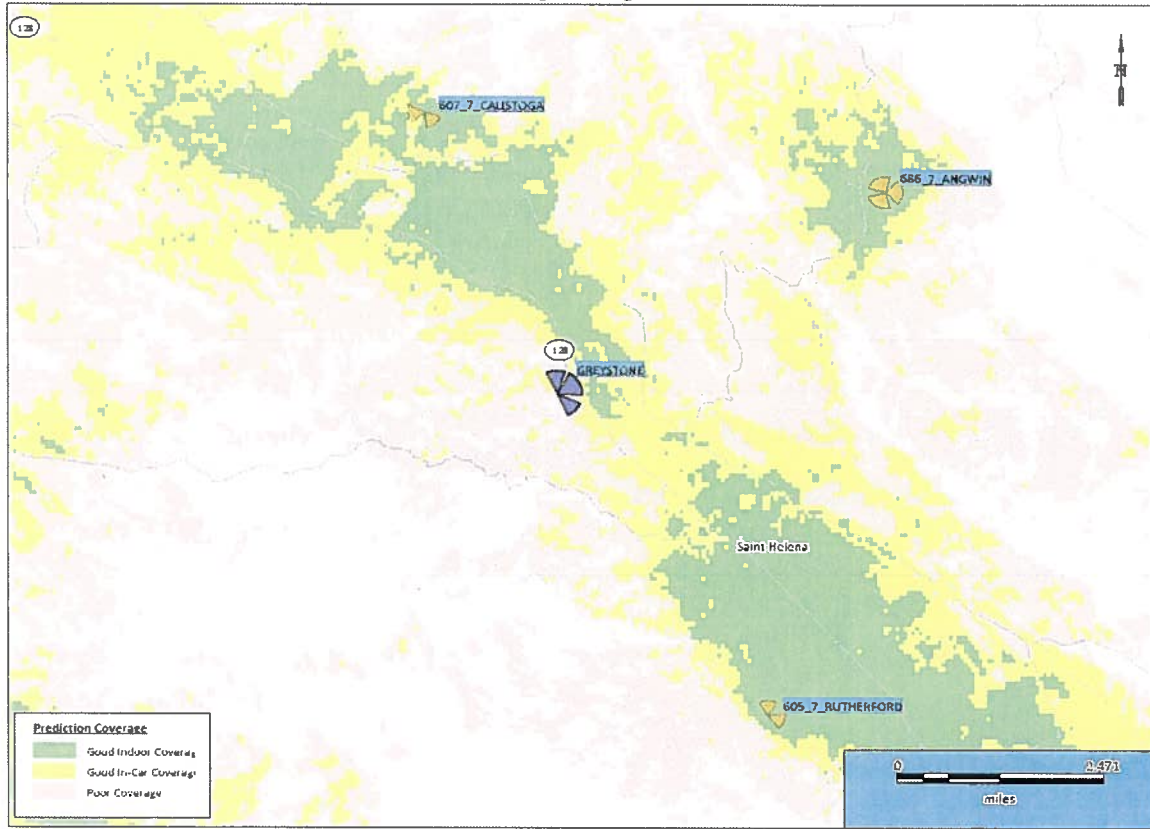 128
N
607_7_CALISTOGA
686_7_ANGWIN
128
GREYSTONE
Saint Helena
605_7_RUTHERFORD
Prediction Coverage
Good Indoor Coverag
Good In-Car Coverag
Poor Coverage
0 2.471
miles